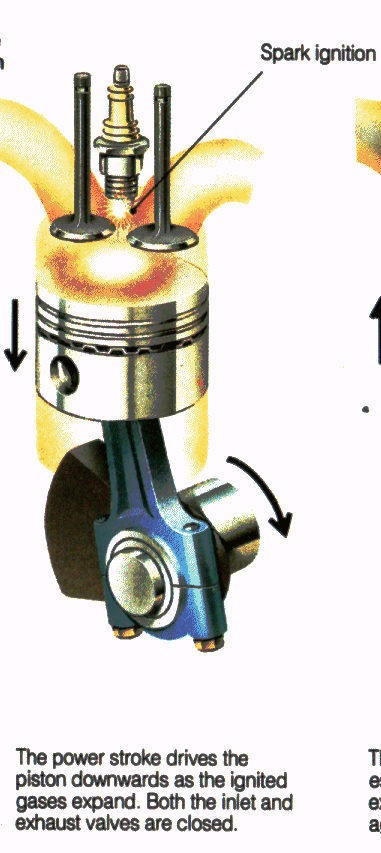 Spark ignition
The power stroke drives the
piston downwards as the ignited
gases expand. Both the inlet and
exhaust valves are closed.